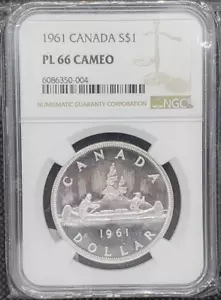 1961 CANADA S$1
PL 66 CAMEO
6086350-004
NUMISMATIC GUARANTY CORPORATION
NGC
CANADA
1961
DOLLAR